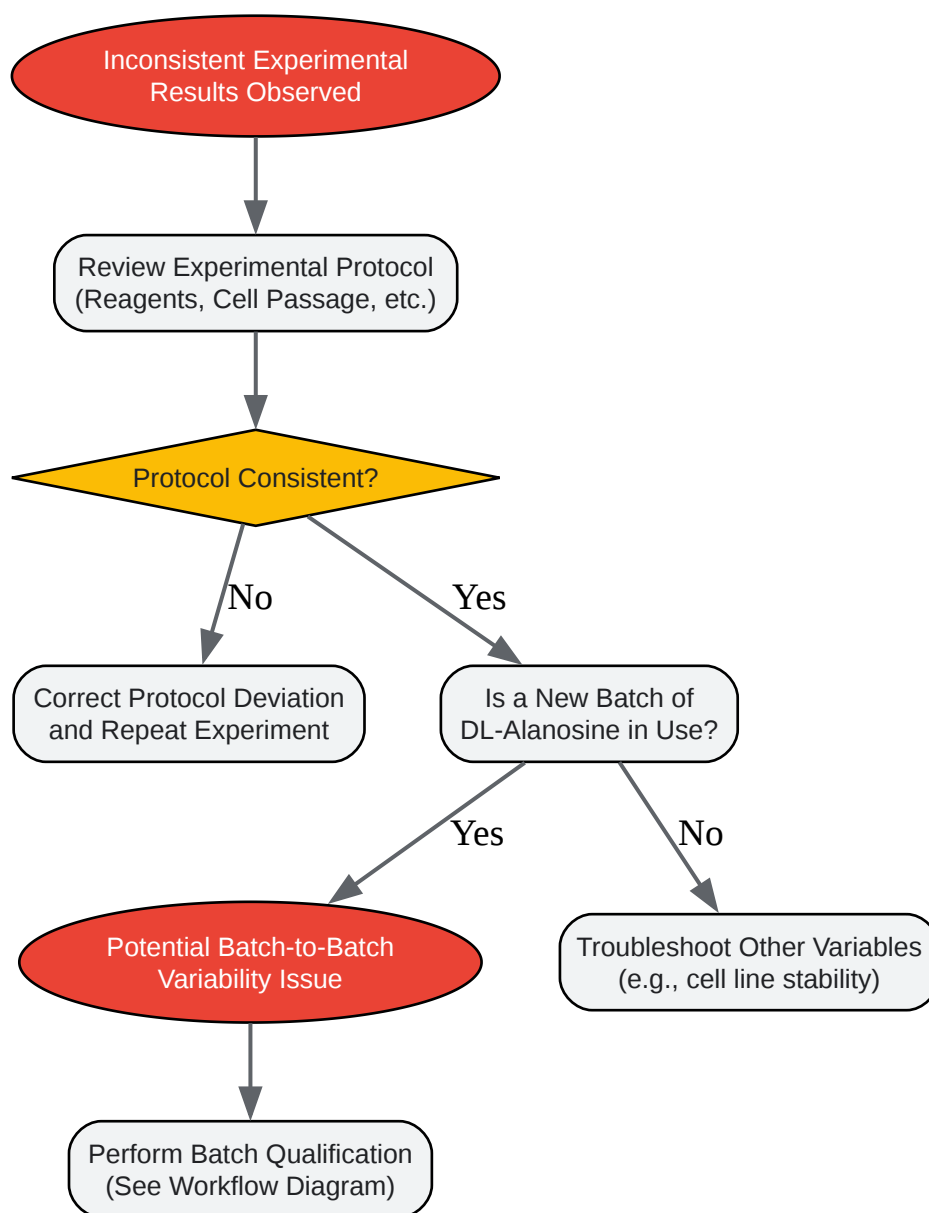 Inconsistent Experimental
Results Observed
Review Experimental Protocol
(Reagents, Cell Passage, etc.)
Protocol Consistent?
No
Yes
Correct Protocol Deviation
and Repeat Experiment
Is a New Batch of
DL-Alanosine in Use?
Yes
No
Potential Batch-to-Batch
Variability Issue
Troubleshoot Other Variables
(e.g., cell line stability)
Perform Batch Qualification
(See Workflow Diagram)